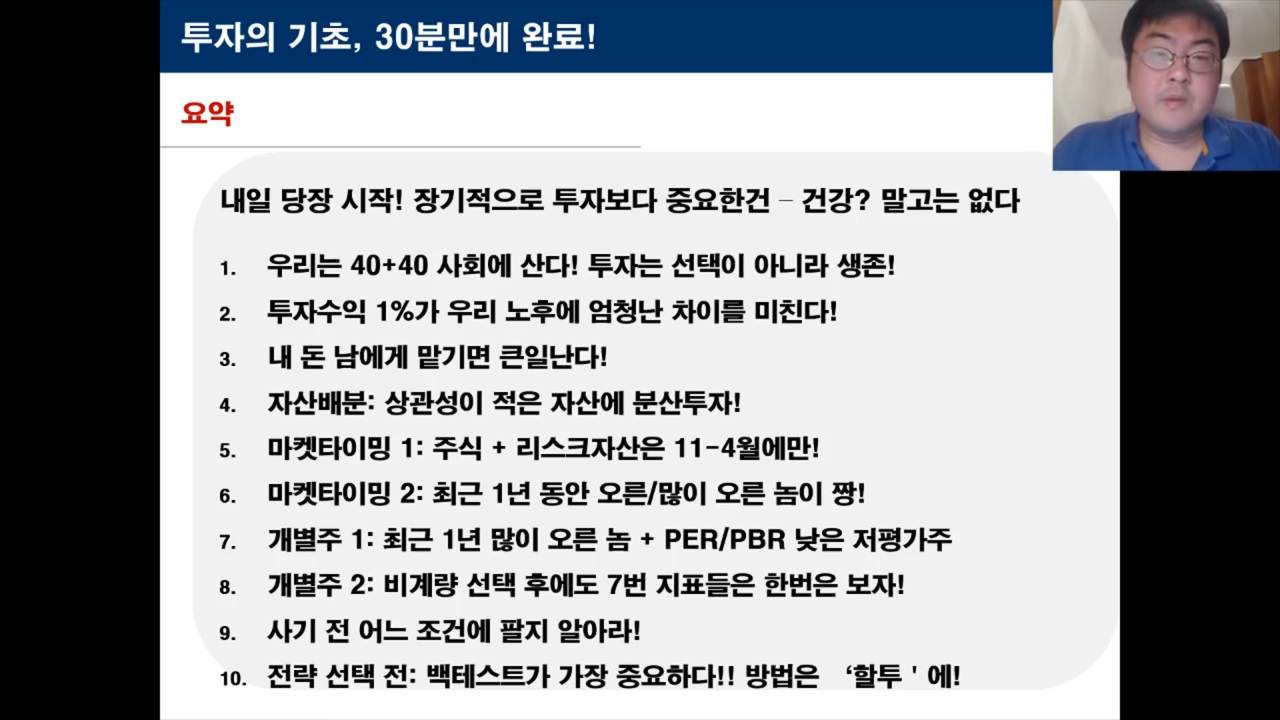 투자의 기초, 30분만에 완료!
요약
내일 당장 시작! 장기적으로 투자보다 중요한건 – 건강? 말고는 없다
1. 우리는 40+40 사회에 산다! 투자는 선택이 아니라 생존!
2. 투자수익 1%가 우리 노후에 엄청난 차이를 미친다!
3. 내 돈 남에게 맡기면 큰일난다!
4. 자산배분: 상관성이 적은 자산에 분산투자!
5. 마켓타이밍 1: 주식 + 리스크자산은 11-4월에만!
6. 마켓타이밍 2: 최근 1년 동안 오른/많이 오른 놈이 짱!
7. 개별주 1: 최근 1년 많이 오른 놈 + PER/PBR 낮은 저평가주
8. 개별주 2: 비계량 선택 후에도 7번 지표들은 한번은 보자!
9. 사기 전 어느 조건에 팔지 알아라!
10. 전략 선택 전: 백테스트가 가장 중요하다!! 방법은 ‘할투 ' 에!